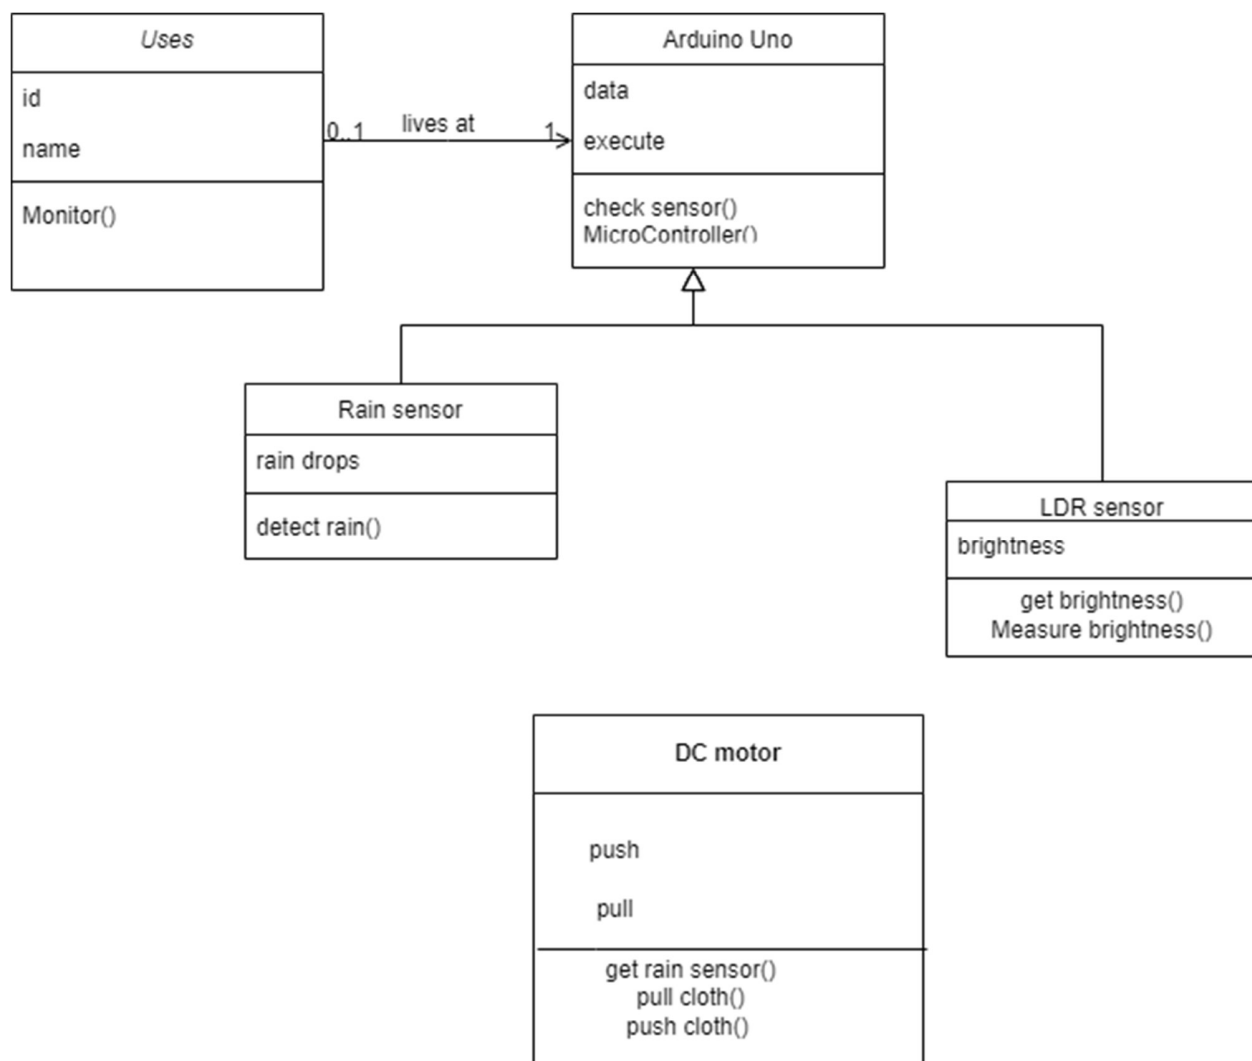 Uses
id
name
Monitor()
0..1
lives at
1
Arduino Uno
data
execute
check sensor()
MicroController()
Rain sensor
rain drops
detect rain()
LDR sensor
brightness
get brightness()
Measure brightness()
DC motor
push
pull
get rain sensor()
pull cloth()
push cloth()